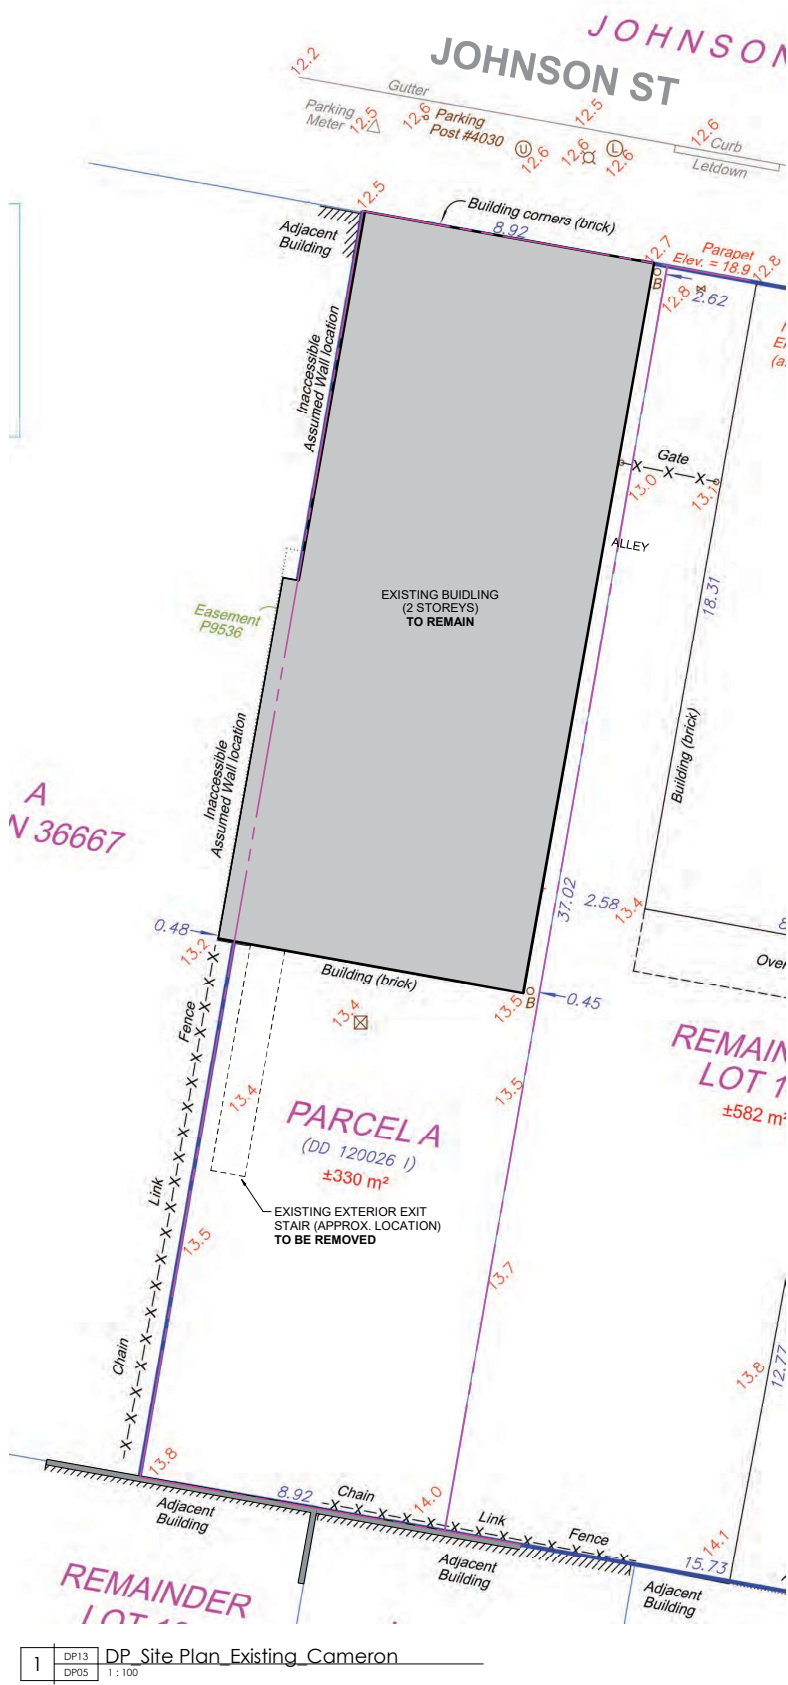 JOHNSON
JOHNSON ST
12.2
Gutter
Parking
Meter
12.5
12.6
Parking
Post #4030
U
12.6
12.5
12.6
L
12.6
12.6
Curb
Letdown
12.5
Adjacent
Building
Building corners (brick)
8.92
12.7
Parapet
Elev. = 18.9
12.8
B
12.8
2.62
(a
Inaccessible
Assumed Wall location
Gate
X X X
13.0
13.1
ALLEY
EXISTING BUIDLING
(2 STOREYS)
TO REMAIN
18.31
Easement
P9536
Building (brick)
Inaccessible
Assumed Wall location
A
N 36667
37.02
2.58
13.4
8
0.48
13.2
Building (brick)
Over
13.4
13.5
B
0.45
Fence
REMAIN
LOT 1
±582 m²
13.4
13.5
PARCEL A
(DD 120026 I)
±330 m²
Link
EXISTING EXTERIOR EXIT
STAIR (APPROX. LOCATION)
TO BE REMOVED
13.5
13.7
Chain
13.8
12.77
13.8
8.92
Chain
14.0
Link
Fence
14.1
15.73
Adjacent
Building
Adjacent
Building
Adjacent
Building
REMAINDER
LOT
1
DP13
DP05
DP_Site Plan_Existing_Cameron
1 : 100